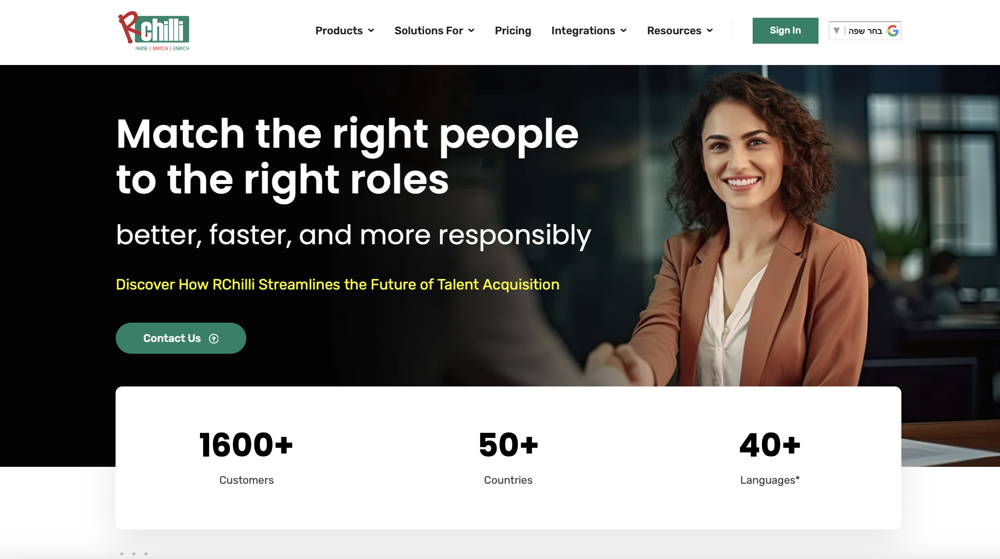 Rchilli
PARSE | MATCH | ENRICH
Products
Solutions For
Pricing
Integrations
Resources
Sign In
בחר שפה
Match the right people
to the right roles
better, faster, and more responsibly
Discover How RChilli Streamlines the Future of Talent Acquisition
Contact Us
1600+
Customers
50+
Countries
40+
Languages*